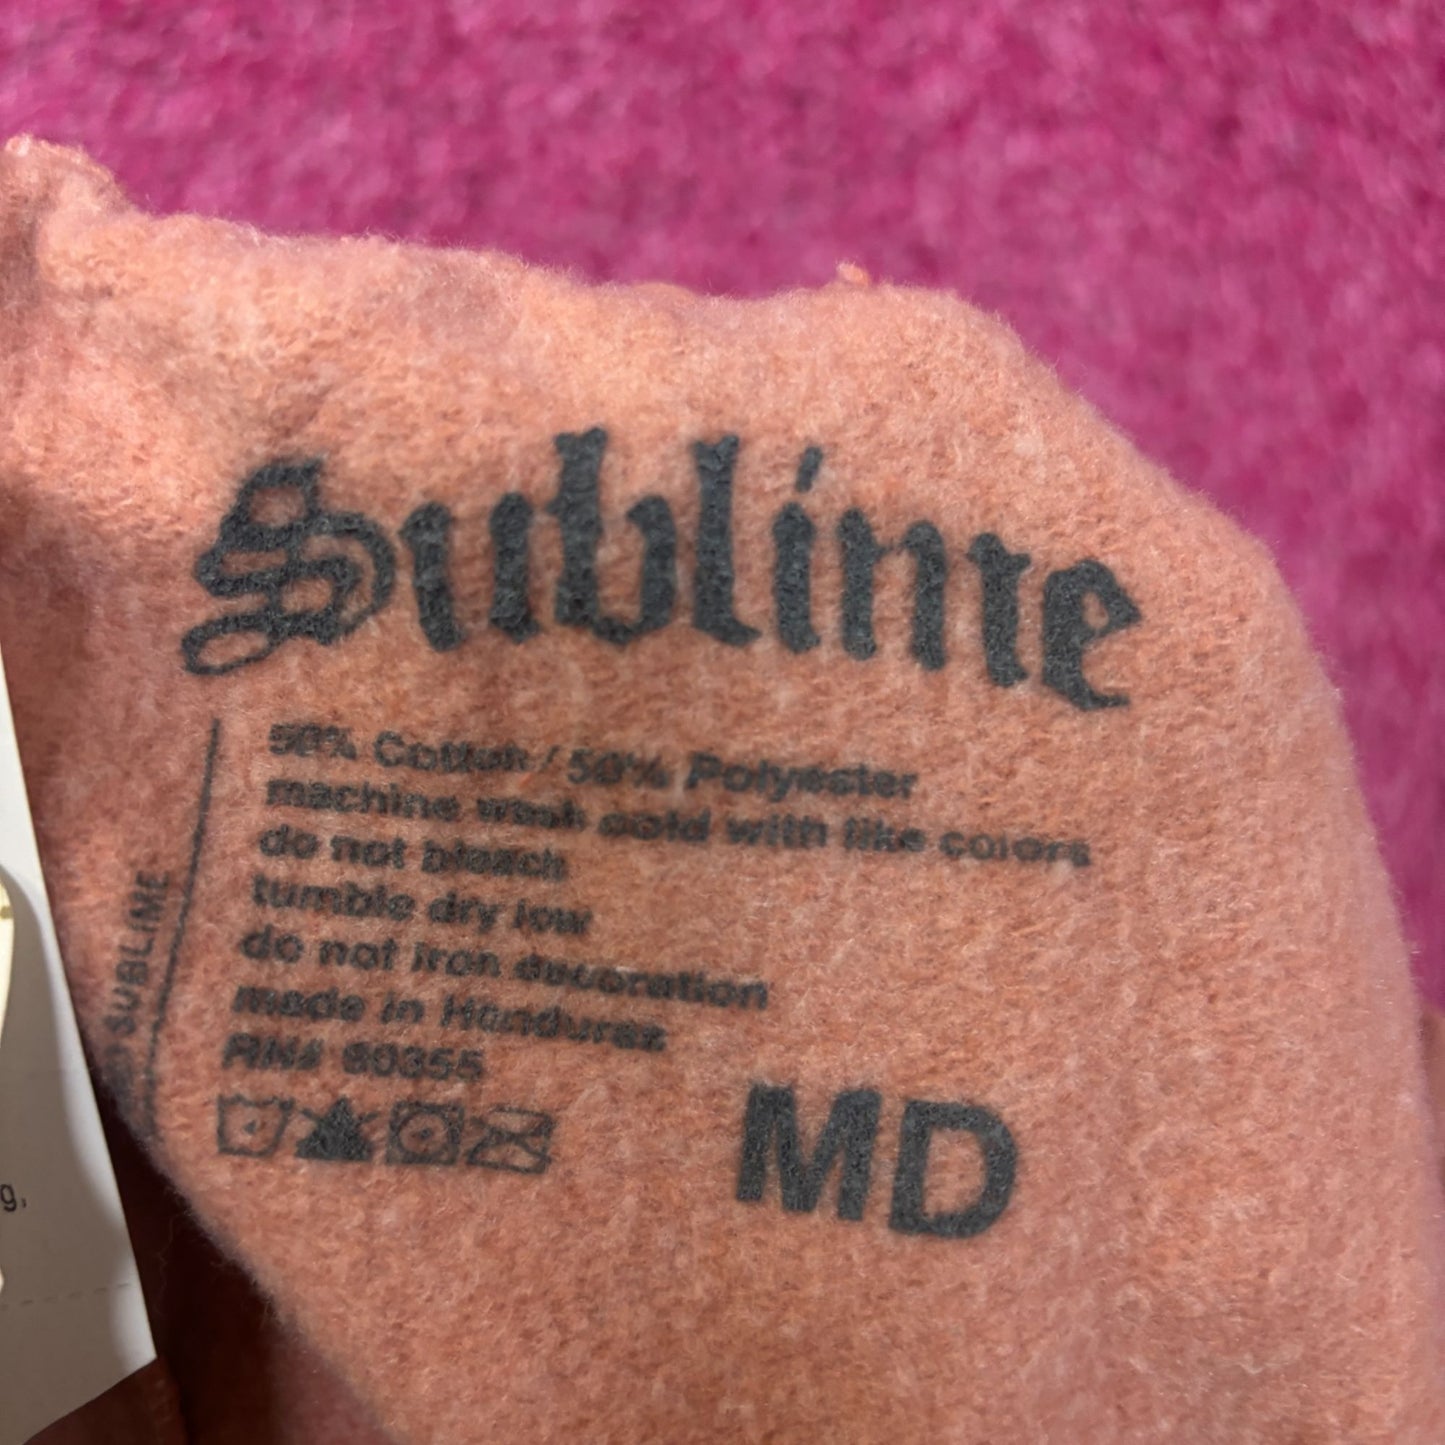 Sublime
50% Cotton / 50% Polyester
machine wash cold with like colors
do not bleach
tumble dry low
do not iron decoration
made in Honduras
RN# 60355
MD
SUBLIME
g,